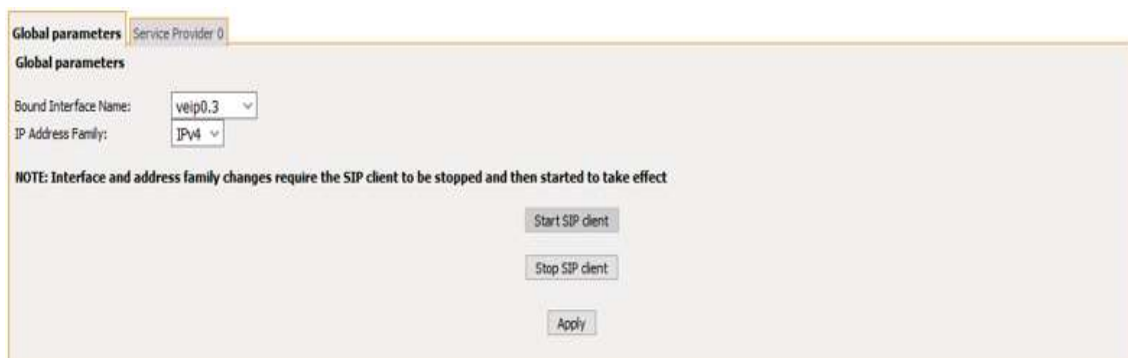 Global parameters Service Provider 0
Global parameters
Bound Interface Name: veip0.3
IP Address Family: IPv4
NOTE: Interface and address family changes require the SIP client to be stopped and then started to take effect
Start SIP client
Stop SIP client
Apply